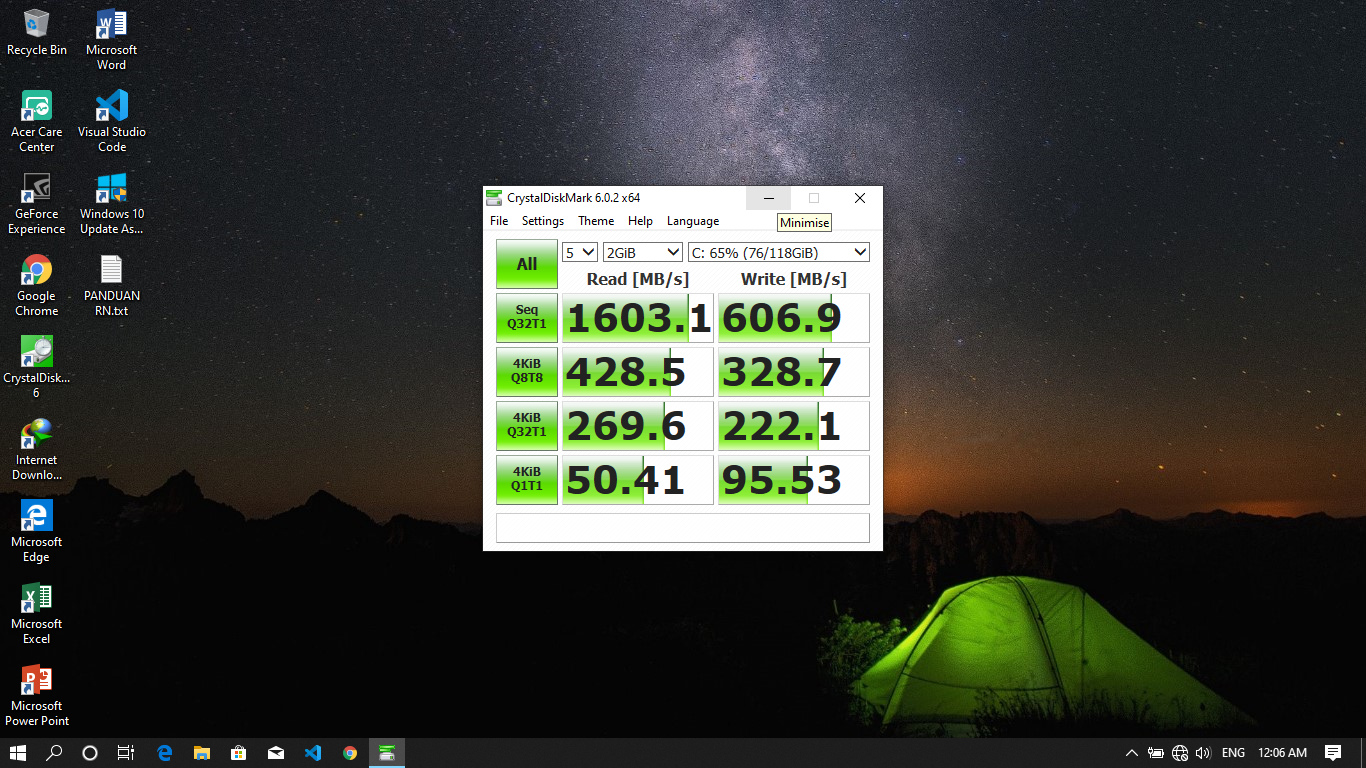 Recycle Bin
Microsoft
Word
Acer Care
Center
Visual Studio
Code
GeForce
Experience
Windows 10
Update As...
Google
Chrome
PANDUAN
RN.txt
CrystalDisk...
6
Internet
Downlo...
Microsoft
Edge
Microsoft
Excel
Microsoft
Power Point
CrystalDiskMark 6.0.2 x64
File Settings Theme Help Language
Minimise
All
5 2GiB C: 65% (76/118GiB)
Read [MB/s] Write [MB/s]
Seq
Q32T1
1603.1 606.9
4KiB
Q8T8
428.5 328.7
4KiB
Q32T1
269.6 222.1
4KiB
Q1T1
50.41 95.53
ENG 12:06 AM